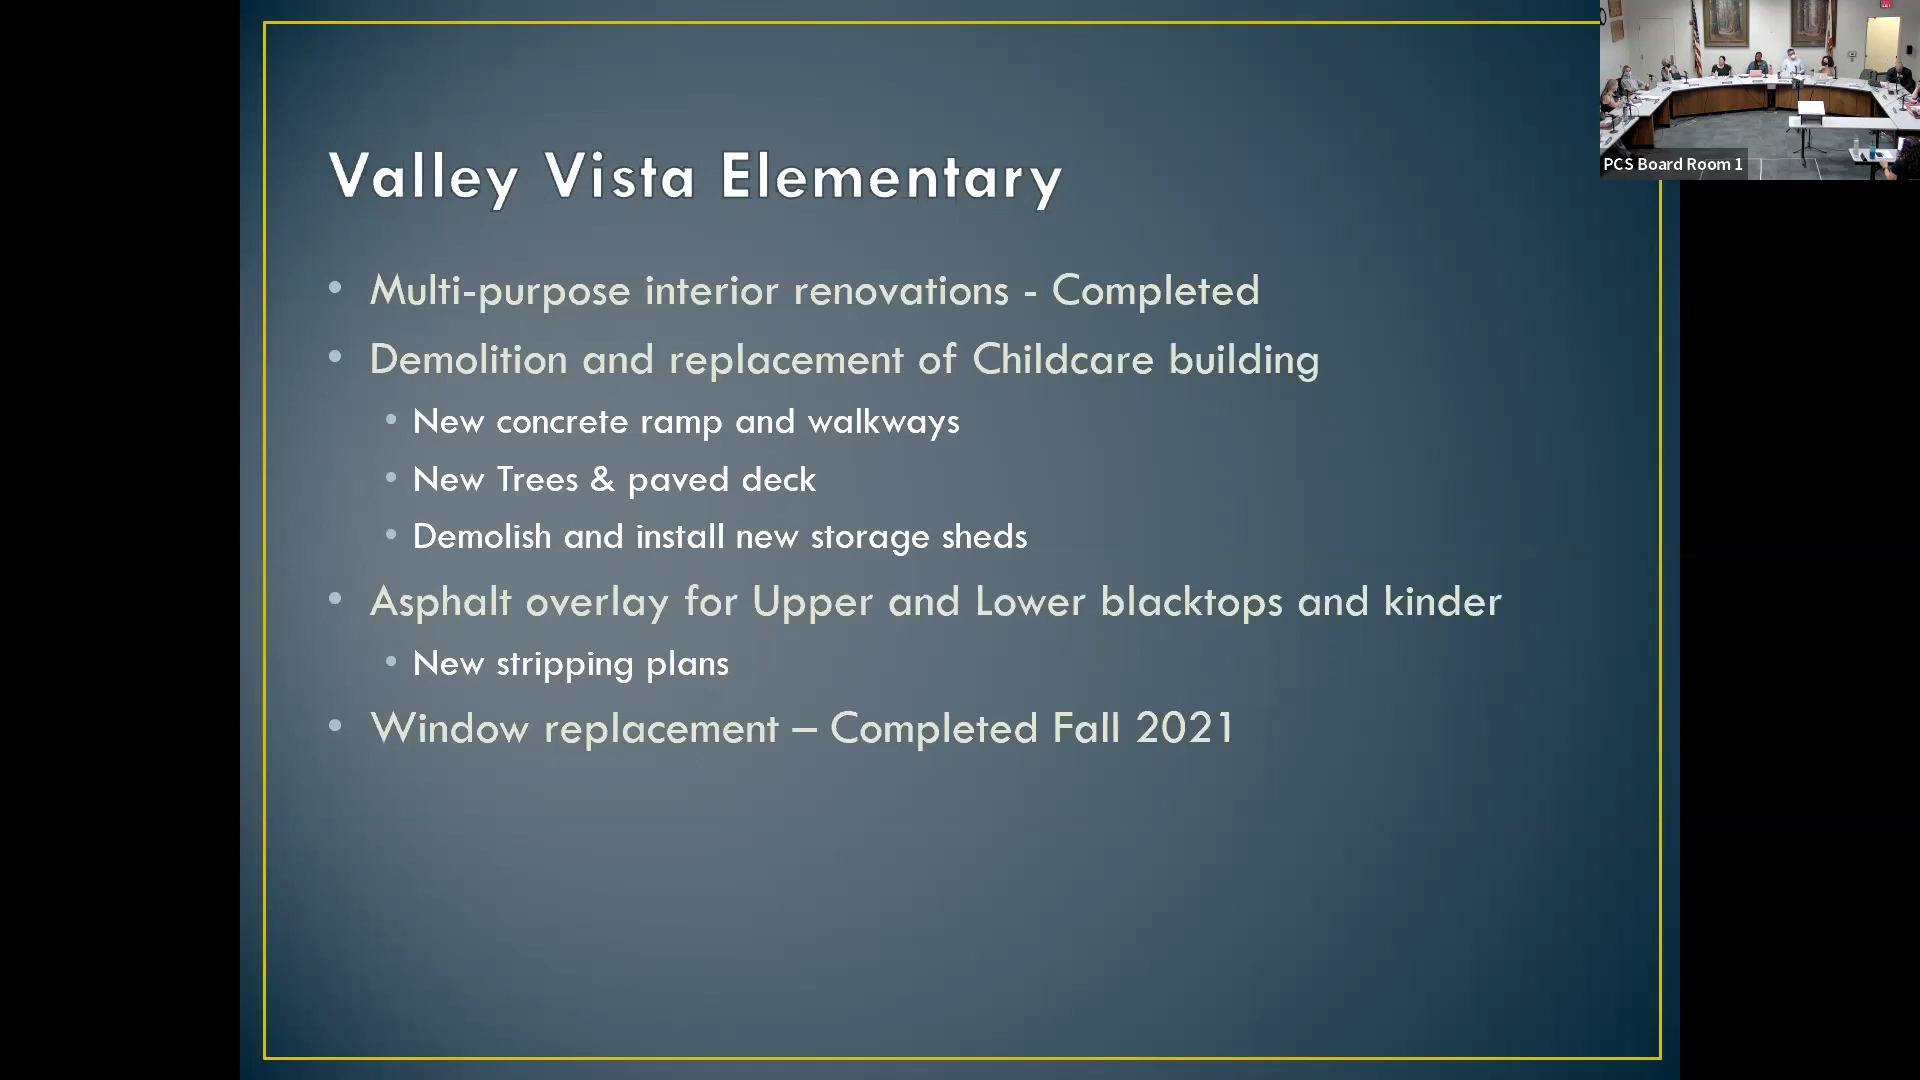 Valley Vista Elementary
• Multi-purpose interior renovations - Completed
• Demolition and replacement of Childcare building
• New concrete ramp and walkways
• New Trees & paved deck
• Demolish and install new storage sheds
• Asphalt overlay for Upper and Lower blacktops and kinder
• New stripping plans
• Window replacement – Completed Fall 2021
PCS Board Room 1